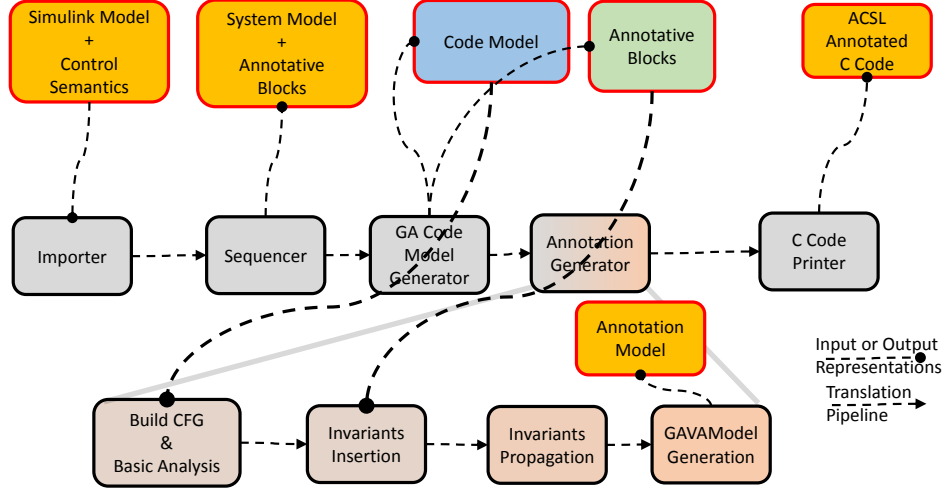 Simulink Model
+
Control
Semantics
System Model
+
Annotative
Blocks
Code Model
Annotative
Blocks
ACSL
Annotated
C Code
Importer
Sequencer
GA Code
Model
Generator
Annotation
Generator
C Code
Printer
Annotation
Model
Input or Output
Representations
Translation
Pipeline
Build CFG
&
Basic Analysis
Invariants
Insertion
Invariants
Propagation
GAVAModel
Generation